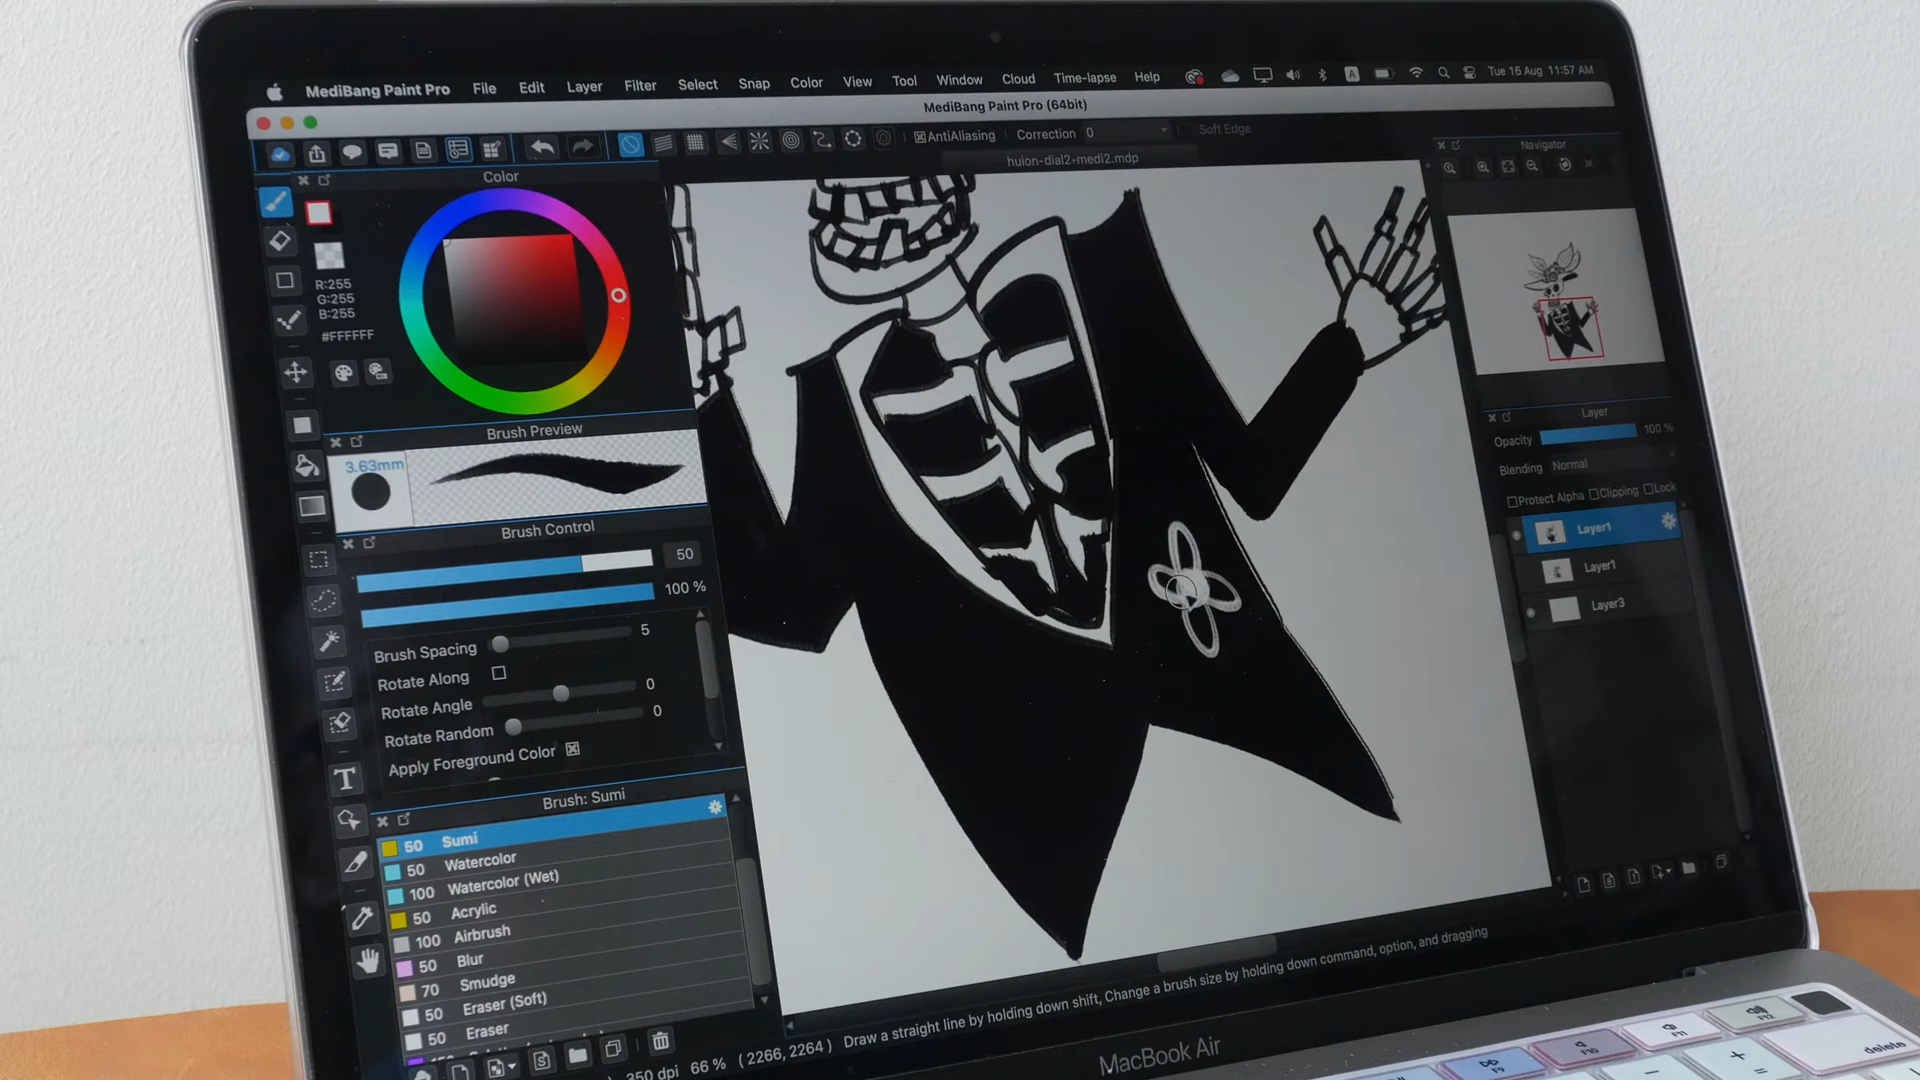 MediBang Paint Pro File Edit Layer Filter Select Snap Color View Tool Window Cloud Time-lapse Help A Tue 16 Aug 11:57 AM
MediBang Paint Pro (64bit)
AntiAliasing Correction 0 Soft Edge
huion-dial2-medi2.mdp
Color
R:255
G:255
B:255
#FFFFFF
Brush Preview
3.63mm
Brush Control
50
100 %
Brush Spacing 5
Rotate Along
Rotate Angle 0
Rotate Random 0
Apply Foreground Color
T
Brush: Sumi
50 Sumi
50 Watercolor
100 Watercolor (Wet)
50 Acrylic
100 Airbrush
50 Blur
70 Smudge
50 Eraser (Soft)
50 Eraser
350 dpi 66 % ( 2266, 2264 ) Draw a straight line by holding down shift, Change a brush size by holding down command, option, and dragging
Navigator
Layer
Opacity 100 %
Blending Normal
Protect Alpha Clipping Lock
Layer1
Layer1
Layer3
MacBook Air
F9
F10
F11
F12
delete